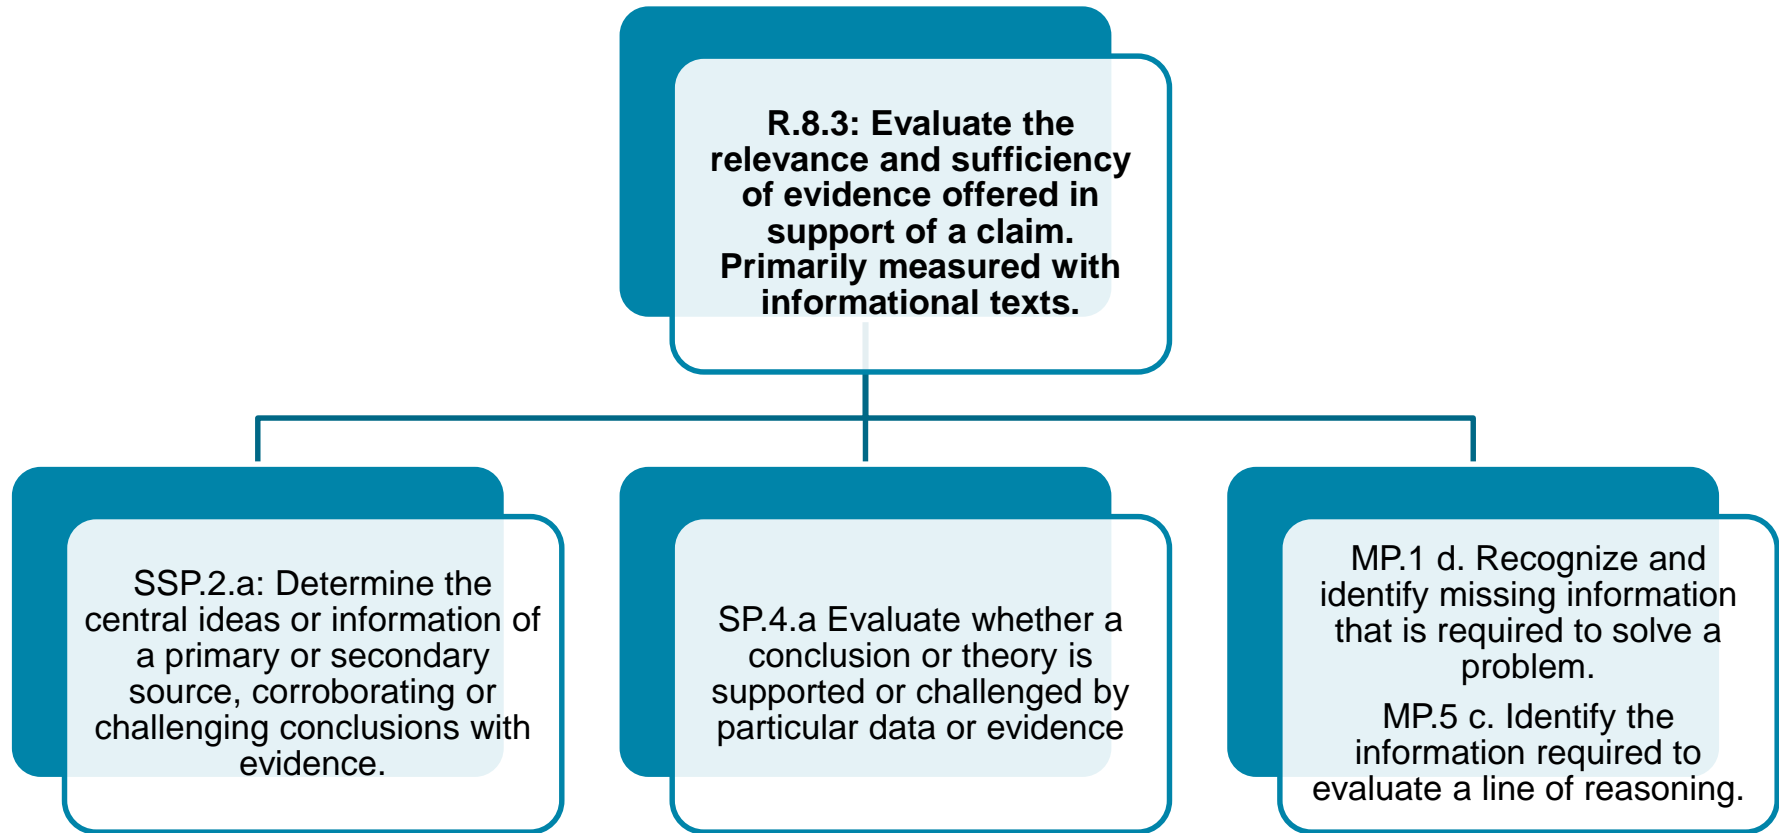 R.8.3: Evaluate the
relevance and sufficiency
of evidence offered in
support of a claim.
Primarily measured with
informational texts.
SSP.2.a: Determine the
central ideas or information of
a primary or secondary
source, corroborating or
challenging conclusions with
evidence.
SP.4.a Evaluate whether a
conclusion or theory is
supported or challenged by
particular data or evidence
MP.1 d. Recognize and
identify missing information
that is required to solve a
problem.
MP.5 c. Identify the
information required to
evaluate a line of reasoning.